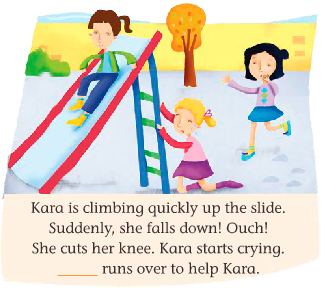 Kara is climbing quickly up the slide.
Suddenly, she falls down! Ouch!
She cuts her knee. Kara starts crying.
_____ runs over to help Kara.